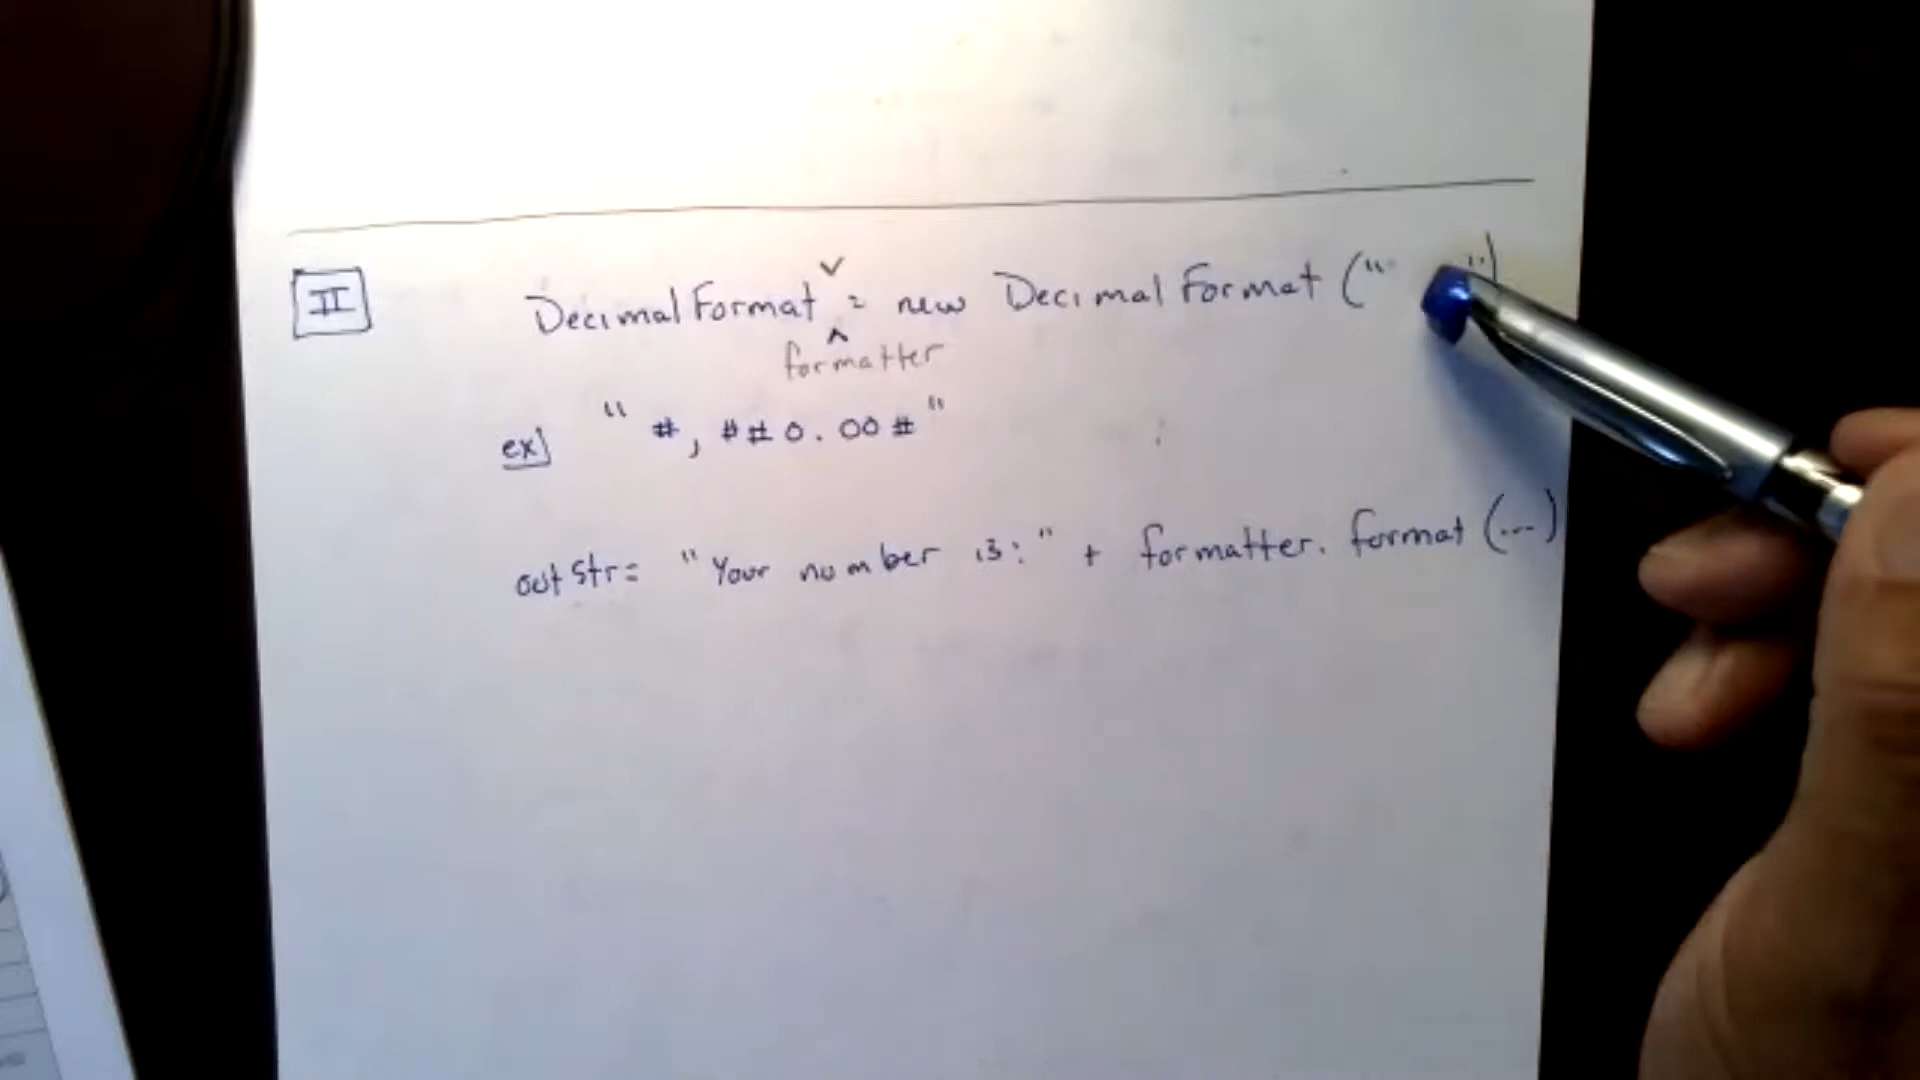 II DecimalFormat = new DecimalFormat (" ")
formatter
ex] "#,##0.00#"
outStr= "Your number is:" + formatter.format (...)